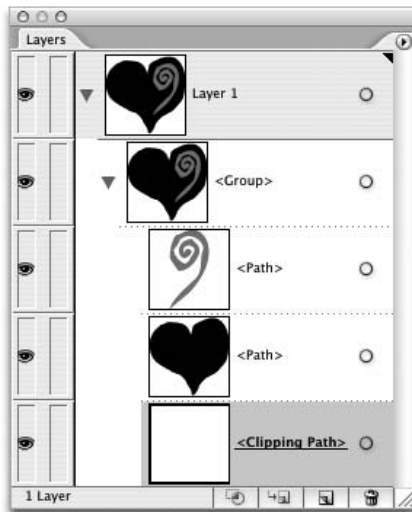 Layers
Layer 1
<Group>
<Path>
<Path>
<Clipping Path>
1 Layer